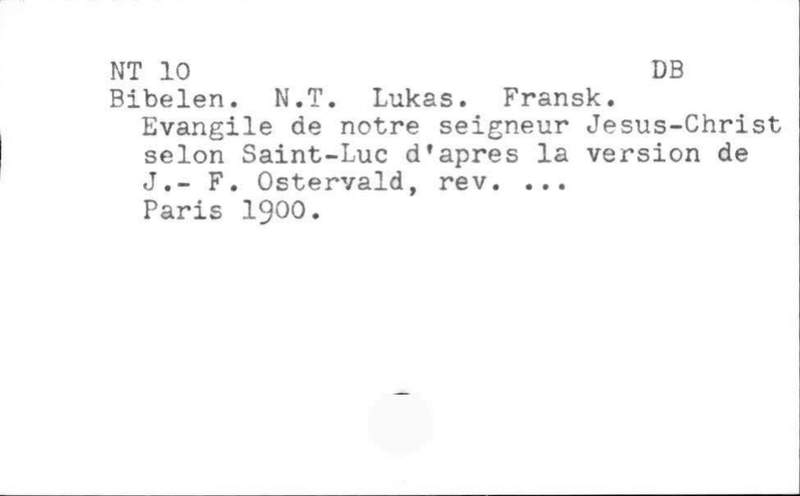 NT 10 DB
Bibelen. N.T. Lukas. Fransk.
Evangile de notre seigneur Jesus-Christ
selon Saint-Luc d'apres la version de
J.- F. Ostervald, rev. ...
Paris 1900.